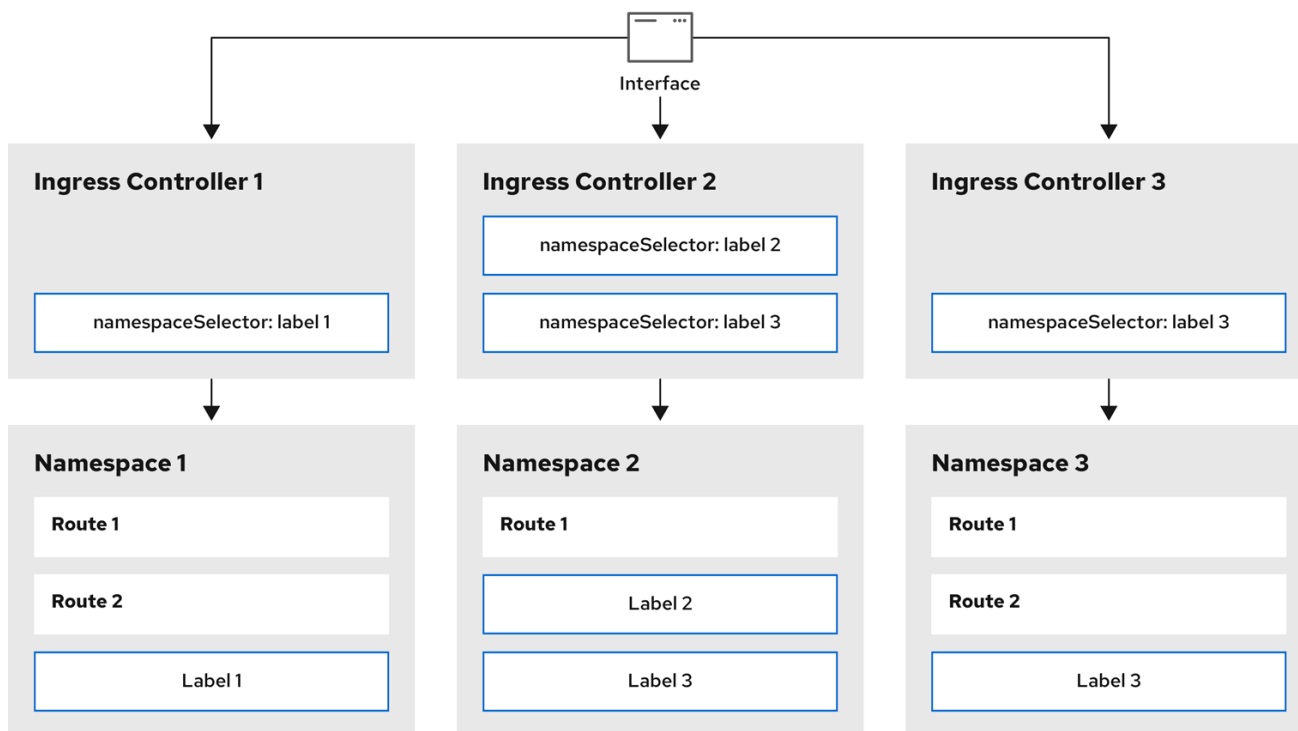 Interface
Ingress Controller 1
namespaceSelector: label 1
Ingress Controller 2
namespaceSelector: label 2
namespaceSelector: label 3
Ingress Controller 3
namespaceSelector: label 3
Namespace 1
Route 1
Route 2
Label 1
Namespace 2
Route 1
Label 2
Label 3
Namespace 3
Route 1
Route 2
Label 3